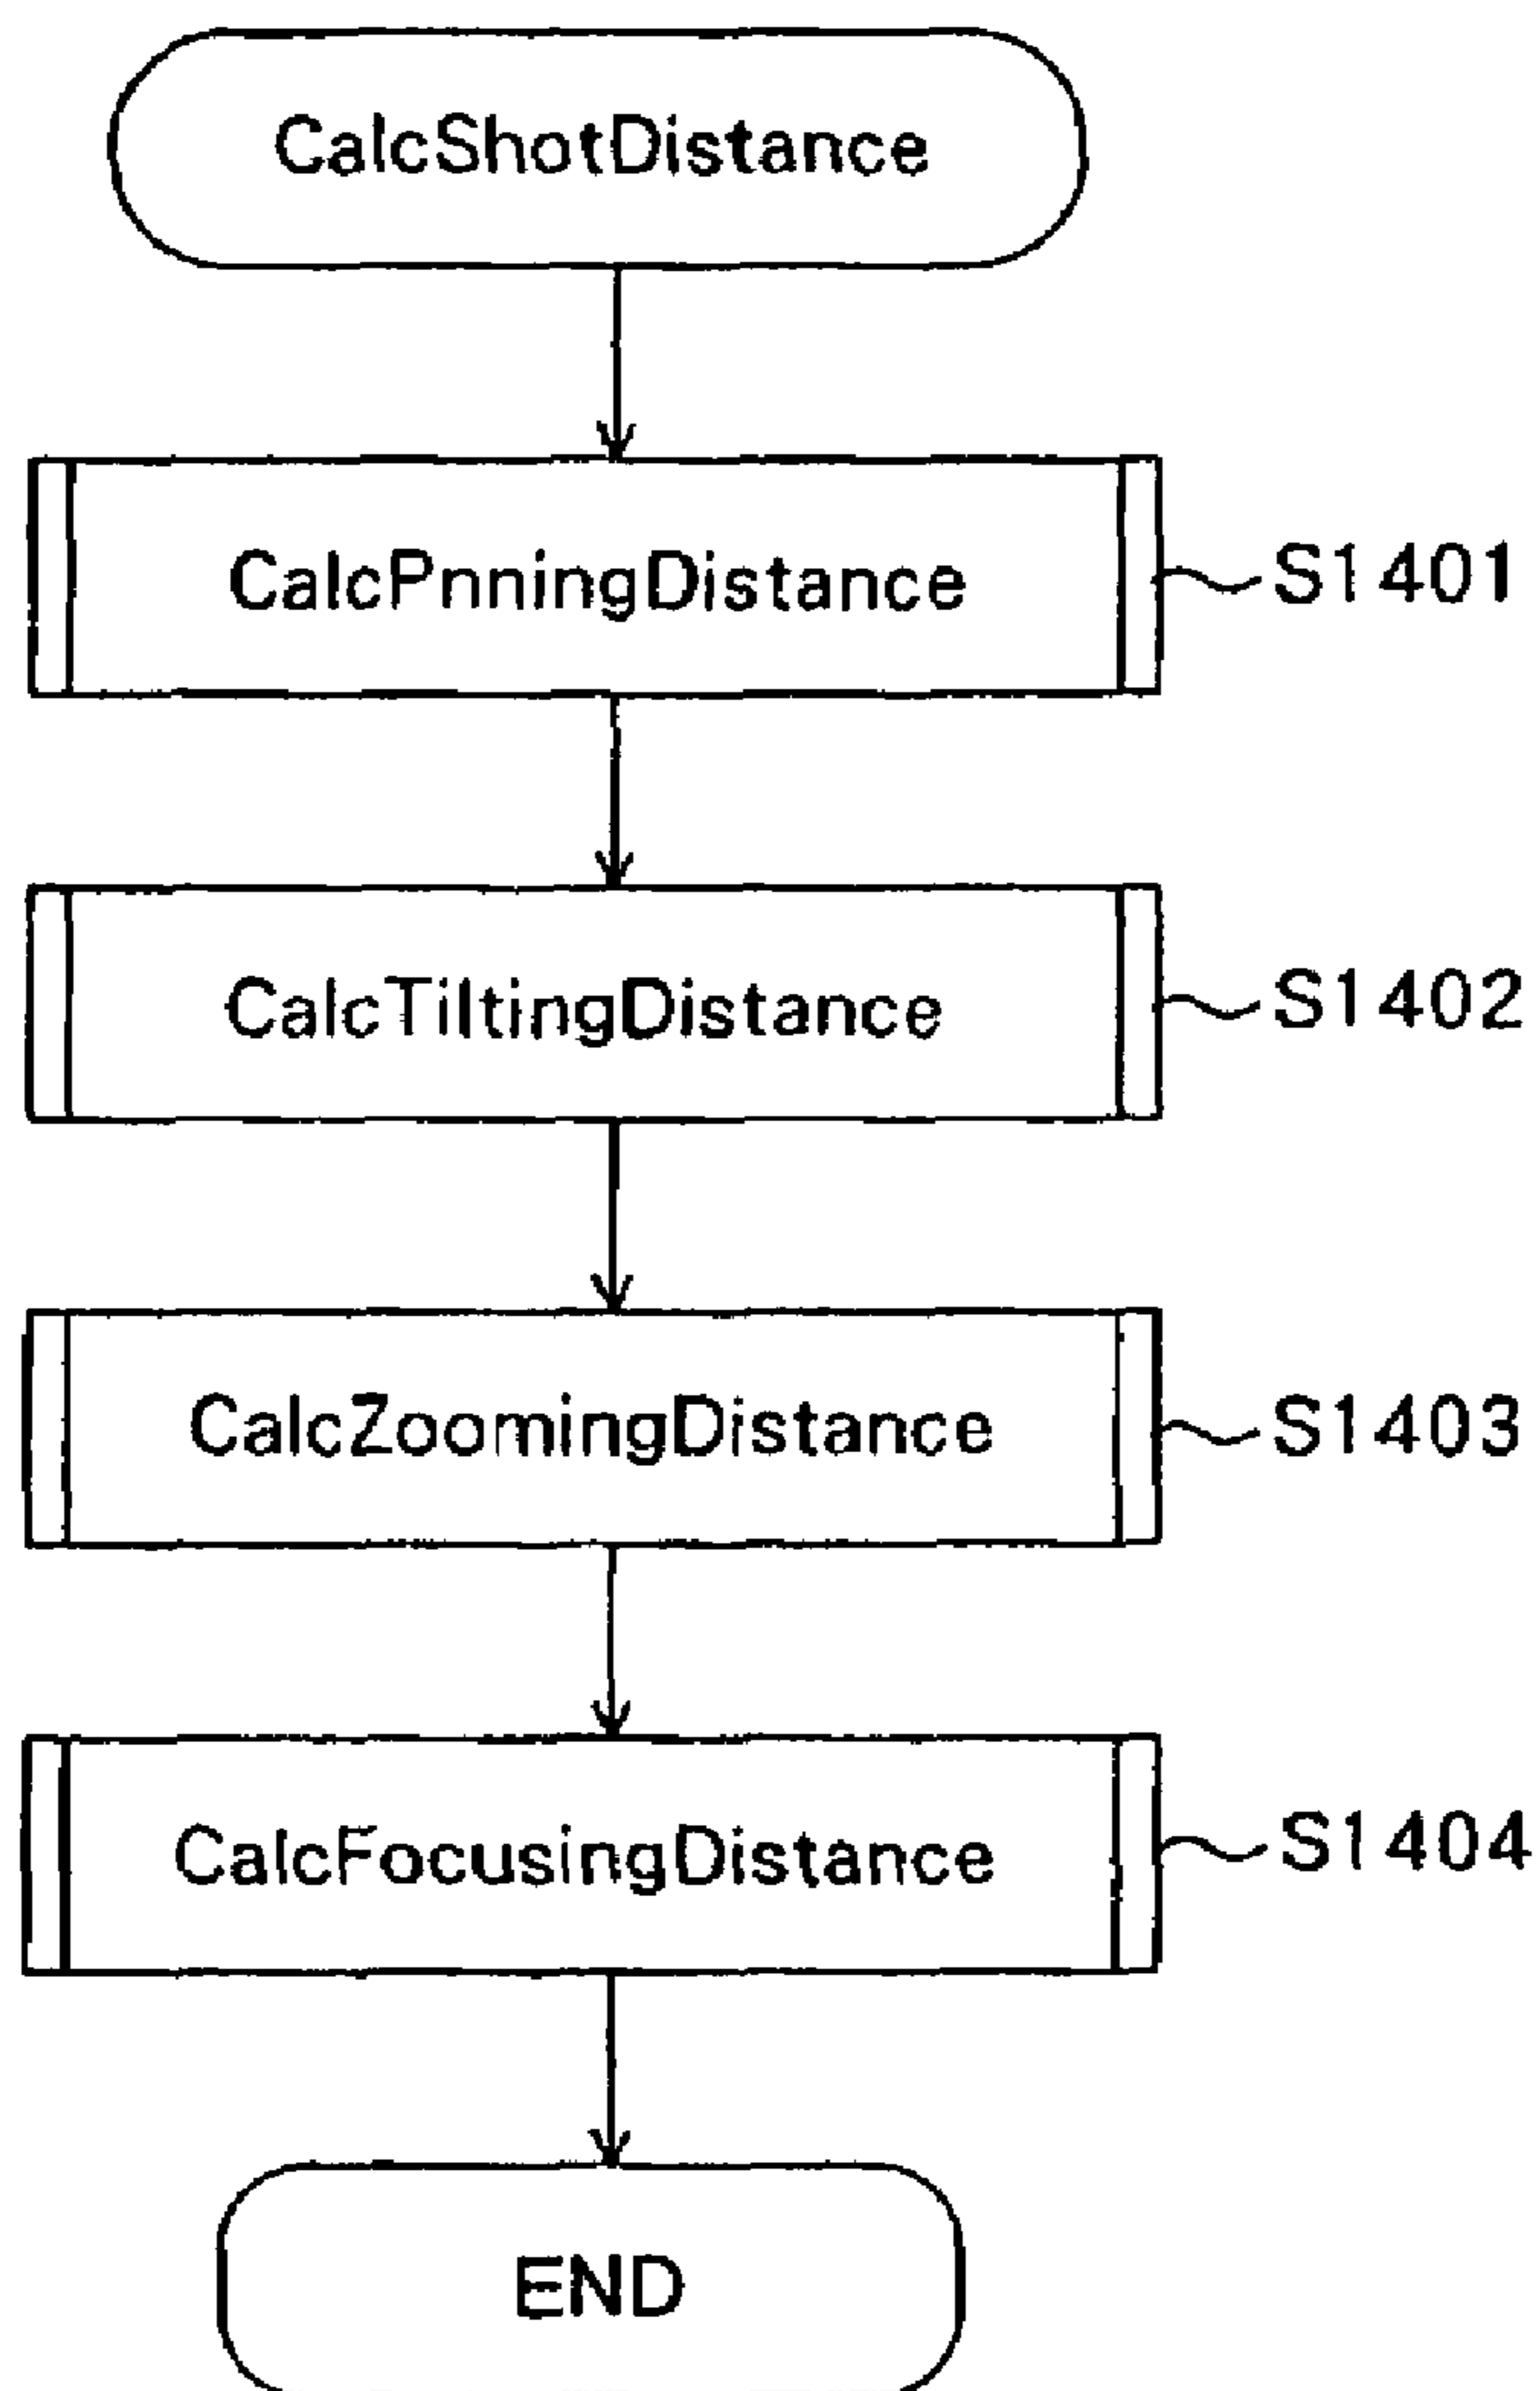 CalcShotDistance
CalcPnningDistance S1401
CalcTiltingDistance S1402
CalcZoomingDistance S1403
CalcFocusingDistance S1404
END